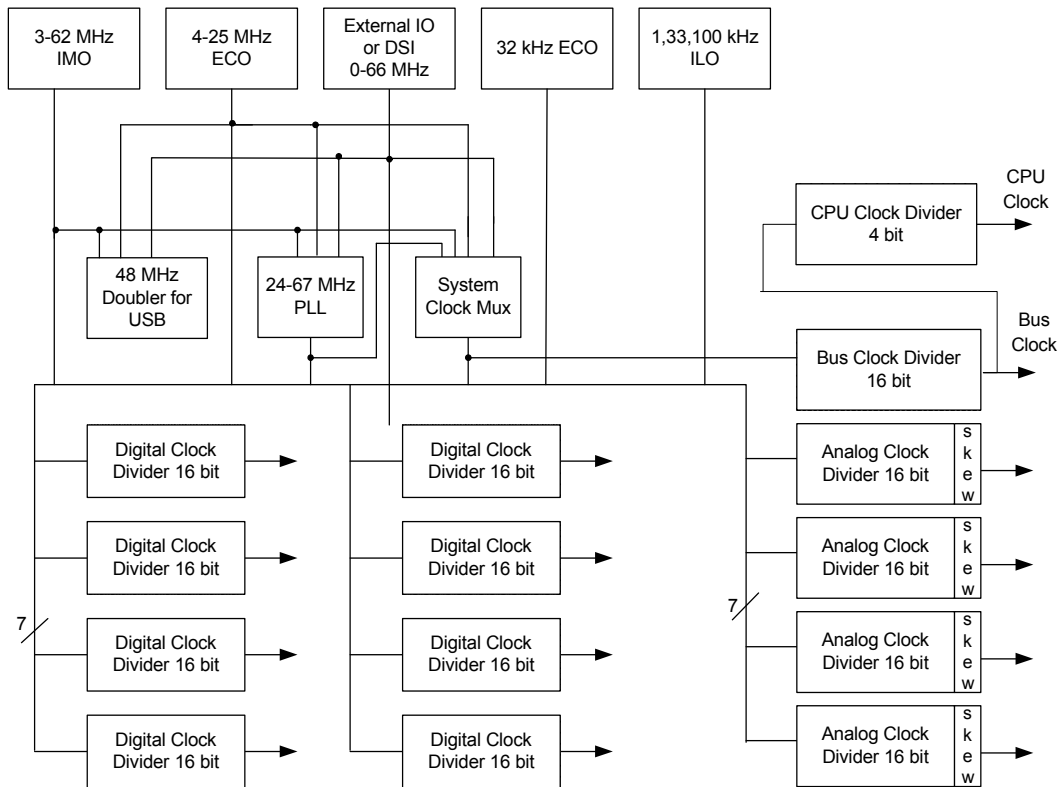 3-62 MHz
IMO
4-25 MHz
ECO
External IO
or DSI
0-66 MHz
32 kHz ECO
1,33,100 kHz
ILO
CPU
Clock
CPU Clock Divider
4 bit
48 MHz
Doubler for
USB
24-67 MHz
PLL
System
Clock Mux
Bus
Clock
Bus Clock Divider
16 bit
Digital Clock
Divider 16 bit
Digital Clock
Divider 16 bit
Analog Clock
Divider 16 bit
s
k
e
w
Digital Clock
Divider 16 bit
Digital Clock
Divider 16 bit
Analog Clock
Divider 16 bit
s
k
e
w
7
7
Digital Clock
Divider 16 bit
Digital Clock
Divider 16 bit
Analog Clock
Divider 16 bit
s
k
e
w
Digital Clock
Divider 16 bit
Digital Clock
Divider 16 bit
Analog Clock
Divider 16 bit
s
k
e
w